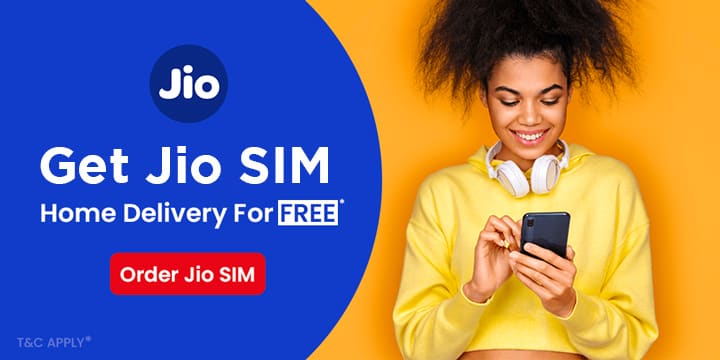 Jio
Get Jio SIM
Home Delivery For FREE*
Order Jio SIM
T&C APPLY*